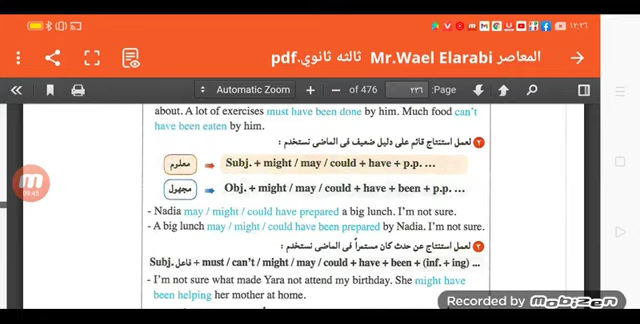 ١٢:٣٦
المعاصر Mr.Wael Elarabi ثالثه ثانوي.pdf
Automatic Zoom of 476 ٢٣٦ :Page
about. A lot of exercises must have been done by him. Much food can't
have been eaten by him.
٢ لعمل استنتاج قائم على دليل ضعيف فى الماضى نستخدم :
معلوم Subj. + might / may / could + have + p.p. ...
مجهول Obj. + might / may / could + have + been + p.p. ...
- Nadia may / might / could have prepared a big lunch. I'm not sure.
- A big lunch may / might / could have been prepared by Nadia. I'm not sure.
٣ لعمل استنتاج عن حدث كان مستمراً فى الماضى نستخدم :
Subj. فاعل + must / can't / might / may / could + have + been + (inf. + ing) ...
- I'm not sure what made Yara not attend my birthday. She might have
been helping her mother at home.
Recorded by Mobizen